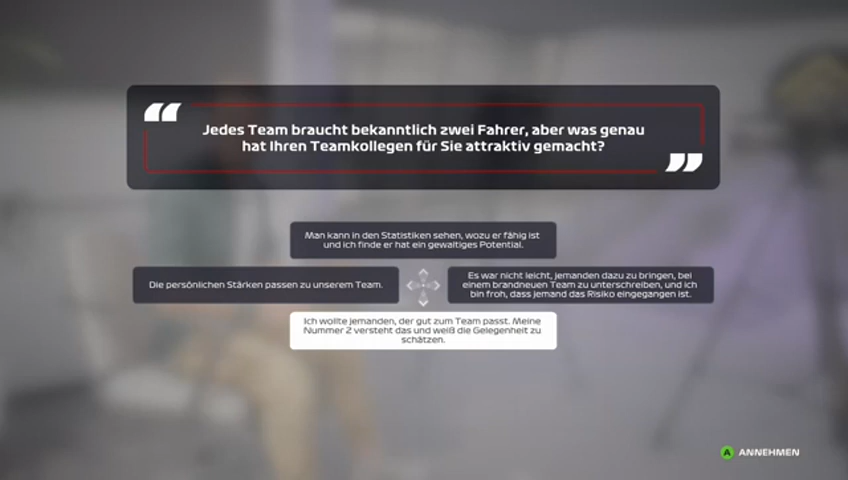 Jedes Team braucht bekanntlich zwei Fahrer, aber was genau
hat Ihren Teamkollegen für Sie attraktiv gemacht?
Man kann in den Statistiken sehen, wozu er fähig ist
und ich finde er hat ein gewaltiges Potential.
Die persönlichen Stärken passen zu unserem Team.
Es war nicht leicht, jemanden dazu zu bringen, bei
einem brandneuen Team zu unterschreiben, und ich
bin froh, dass jemand das Risiko eingegangen ist.
Ich wollte jemanden, der gut zum Team passt. Meine
Nummer 2 versteht das und weiß die Gelegenheit zu
schätzen.
A ANNEHMEN